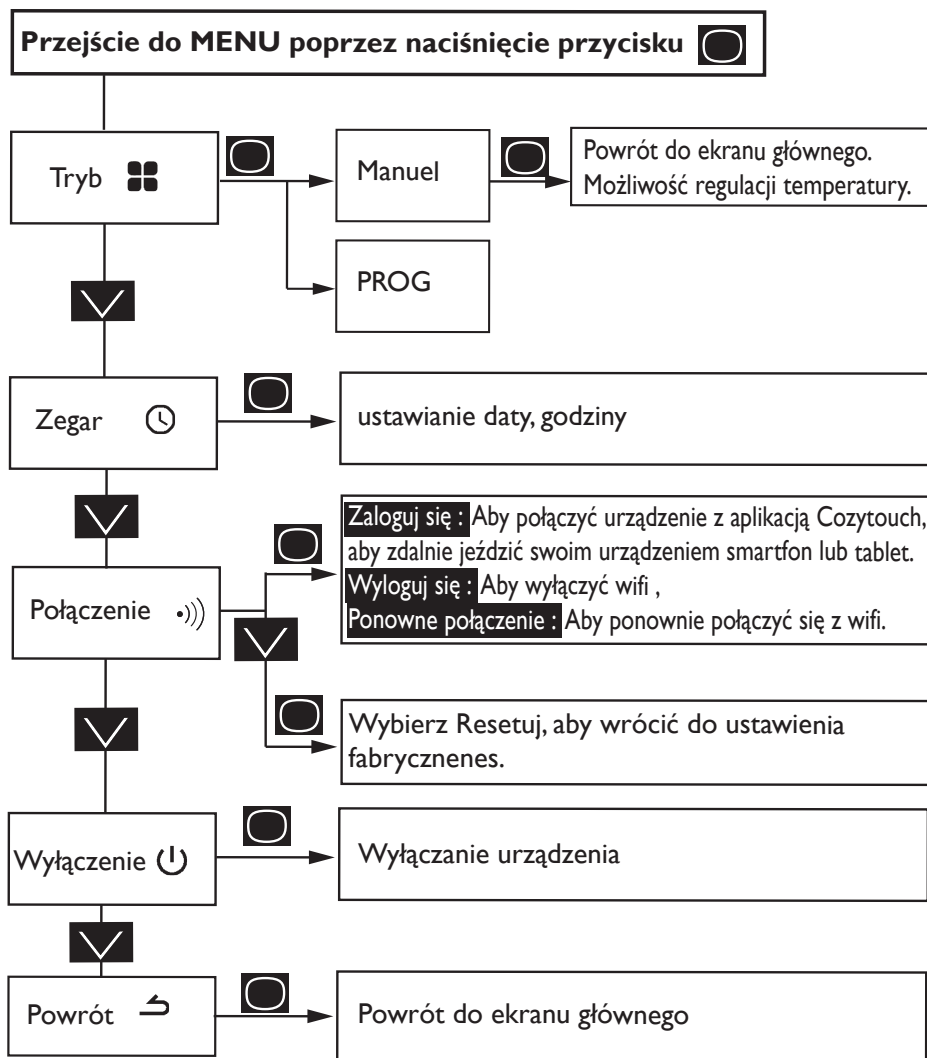 Przejście do MENU poprzez naciśnięcie przycisku
Tryb
Manuel
Powrót do ekranu głównego.
Możliwość regulacji temperatury.
PROG
Zegar
ustawianie daty, godziny
Połączenie
Zaloguj się : Aby połączyć urządzenie z aplikacją Cozytouch,
aby zdalnie jeździć swoim urządzeniem smartfon lub tablet.
Wyloguj się : Aby wyłączyć wifi ,
Ponowne połączenie : Aby ponownie połączyć się z wifi.
Wybierz Resetuj, aby wrócić do ustawienia
fabrycznenes.
Wyłączenie
Wyłączanie urządzenia
Powrót
Powrót do ekranu głównego